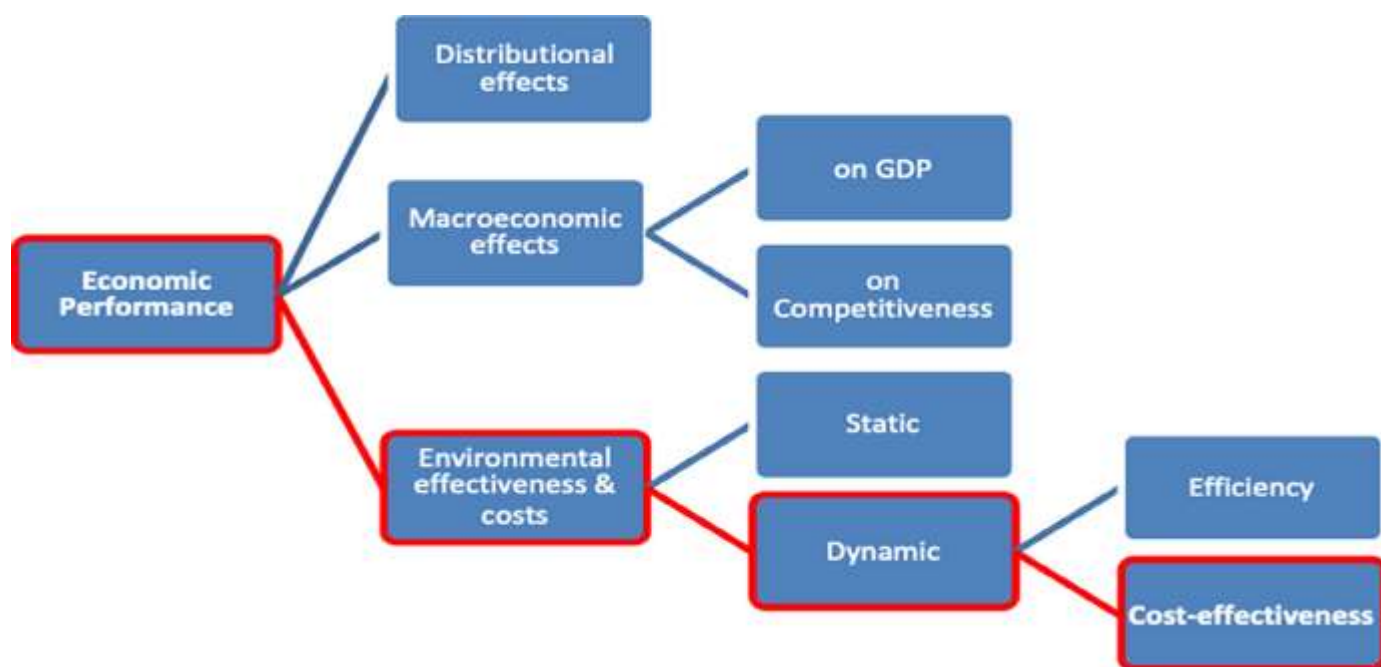 Distributional
effects
on GDP
Macroeconomic
effects
Economic
Performance
on
Competitiveness
Static
Environmental
effectiveness &
costs
Efficiency
Dynamic
Cost-effectiveness